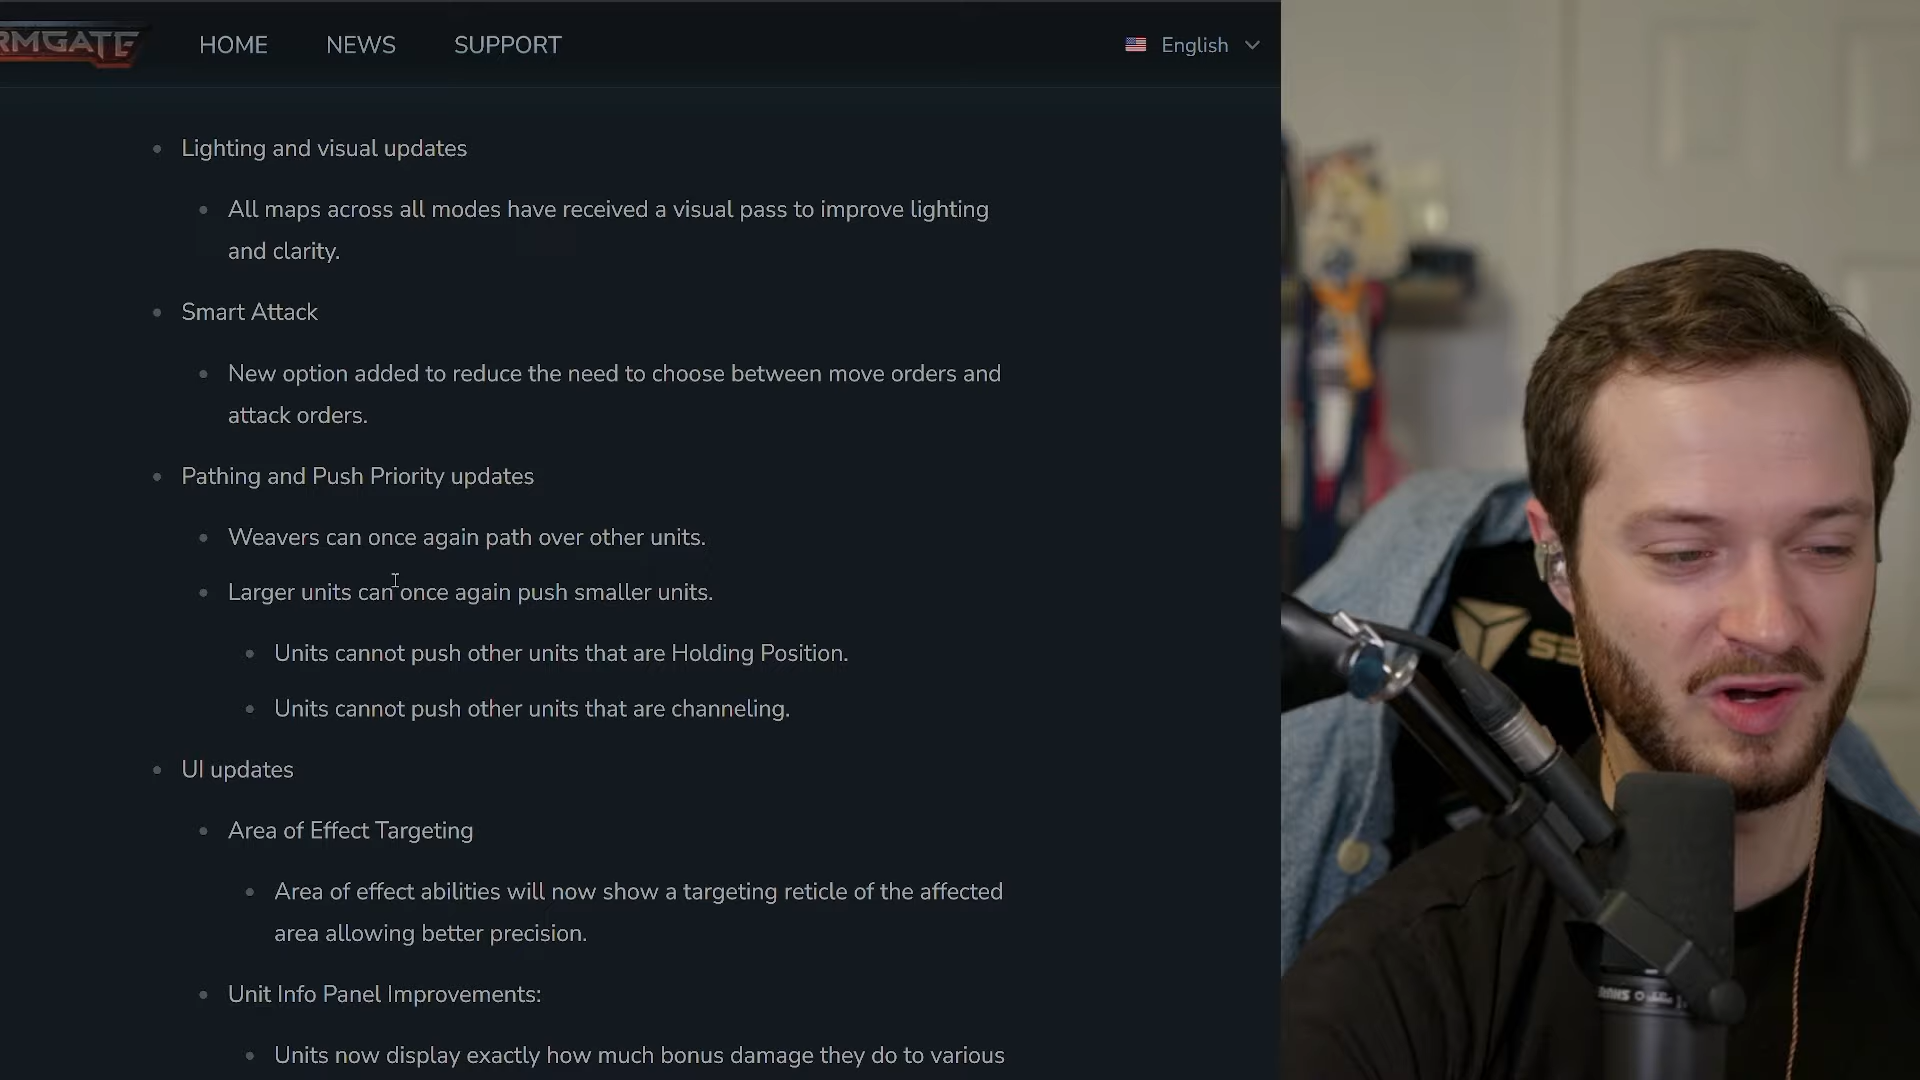 RMGATE HOME NEWS SUPPORT English
Lighting and visual updates
All maps across all modes have received a visual pass to improve lighting
and clarity.
Smart Attack
New option added to reduce the need to choose between move orders and
attack orders.
Pathing and Push Priority updates
Weavers can once again path over other units.
Larger units can once again push smaller units.
Units cannot push other units that are Holding Position.
Units cannot push other units that are channeling.
UI updates
Area of Effect Targeting
Area of effect abilities will now show a targeting reticle of the affected
area allowing better precision.
Unit Info Panel Improvements:
Units now display exactly how much bonus damage they do to various
SE
SHURE